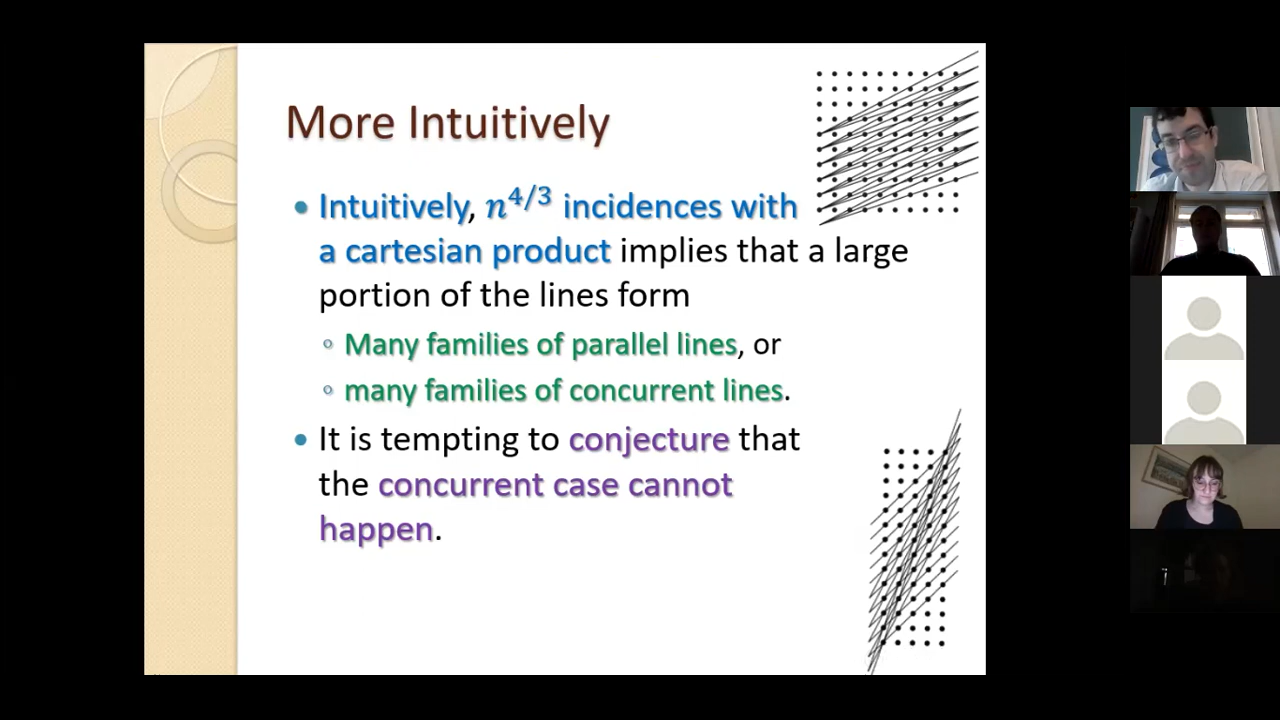 More Intuitively
• Intuitively, n^{4/3} incidences with
a cartesian product implies that a large
portion of the lines form
◦ Many families of parallel lines, or
◦ many families of concurrent lines.
• It is tempting to conjecture that
the concurrent case cannot
happen.